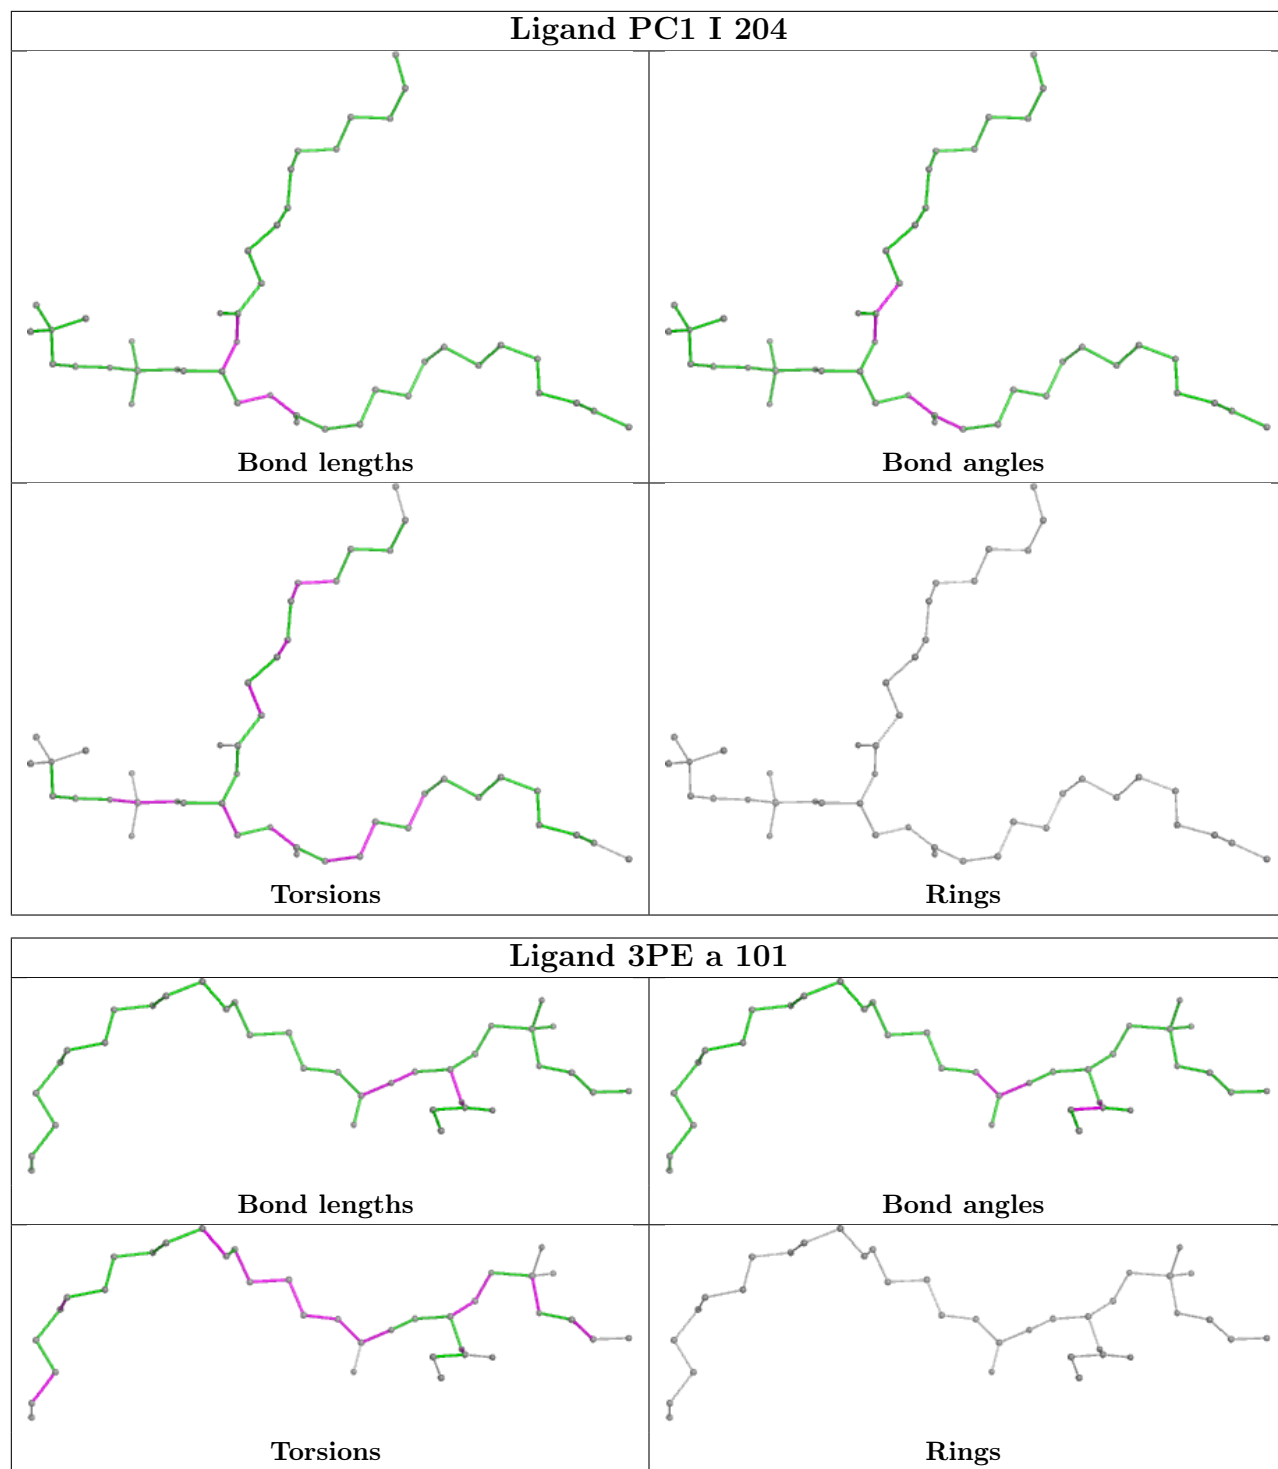 Ligand PC1 I 204
Bond lengths
Bond angles
Torsions
Rings
Ligand 3PE a 101
Bond lengths
Bond angles
Torsions
Rings